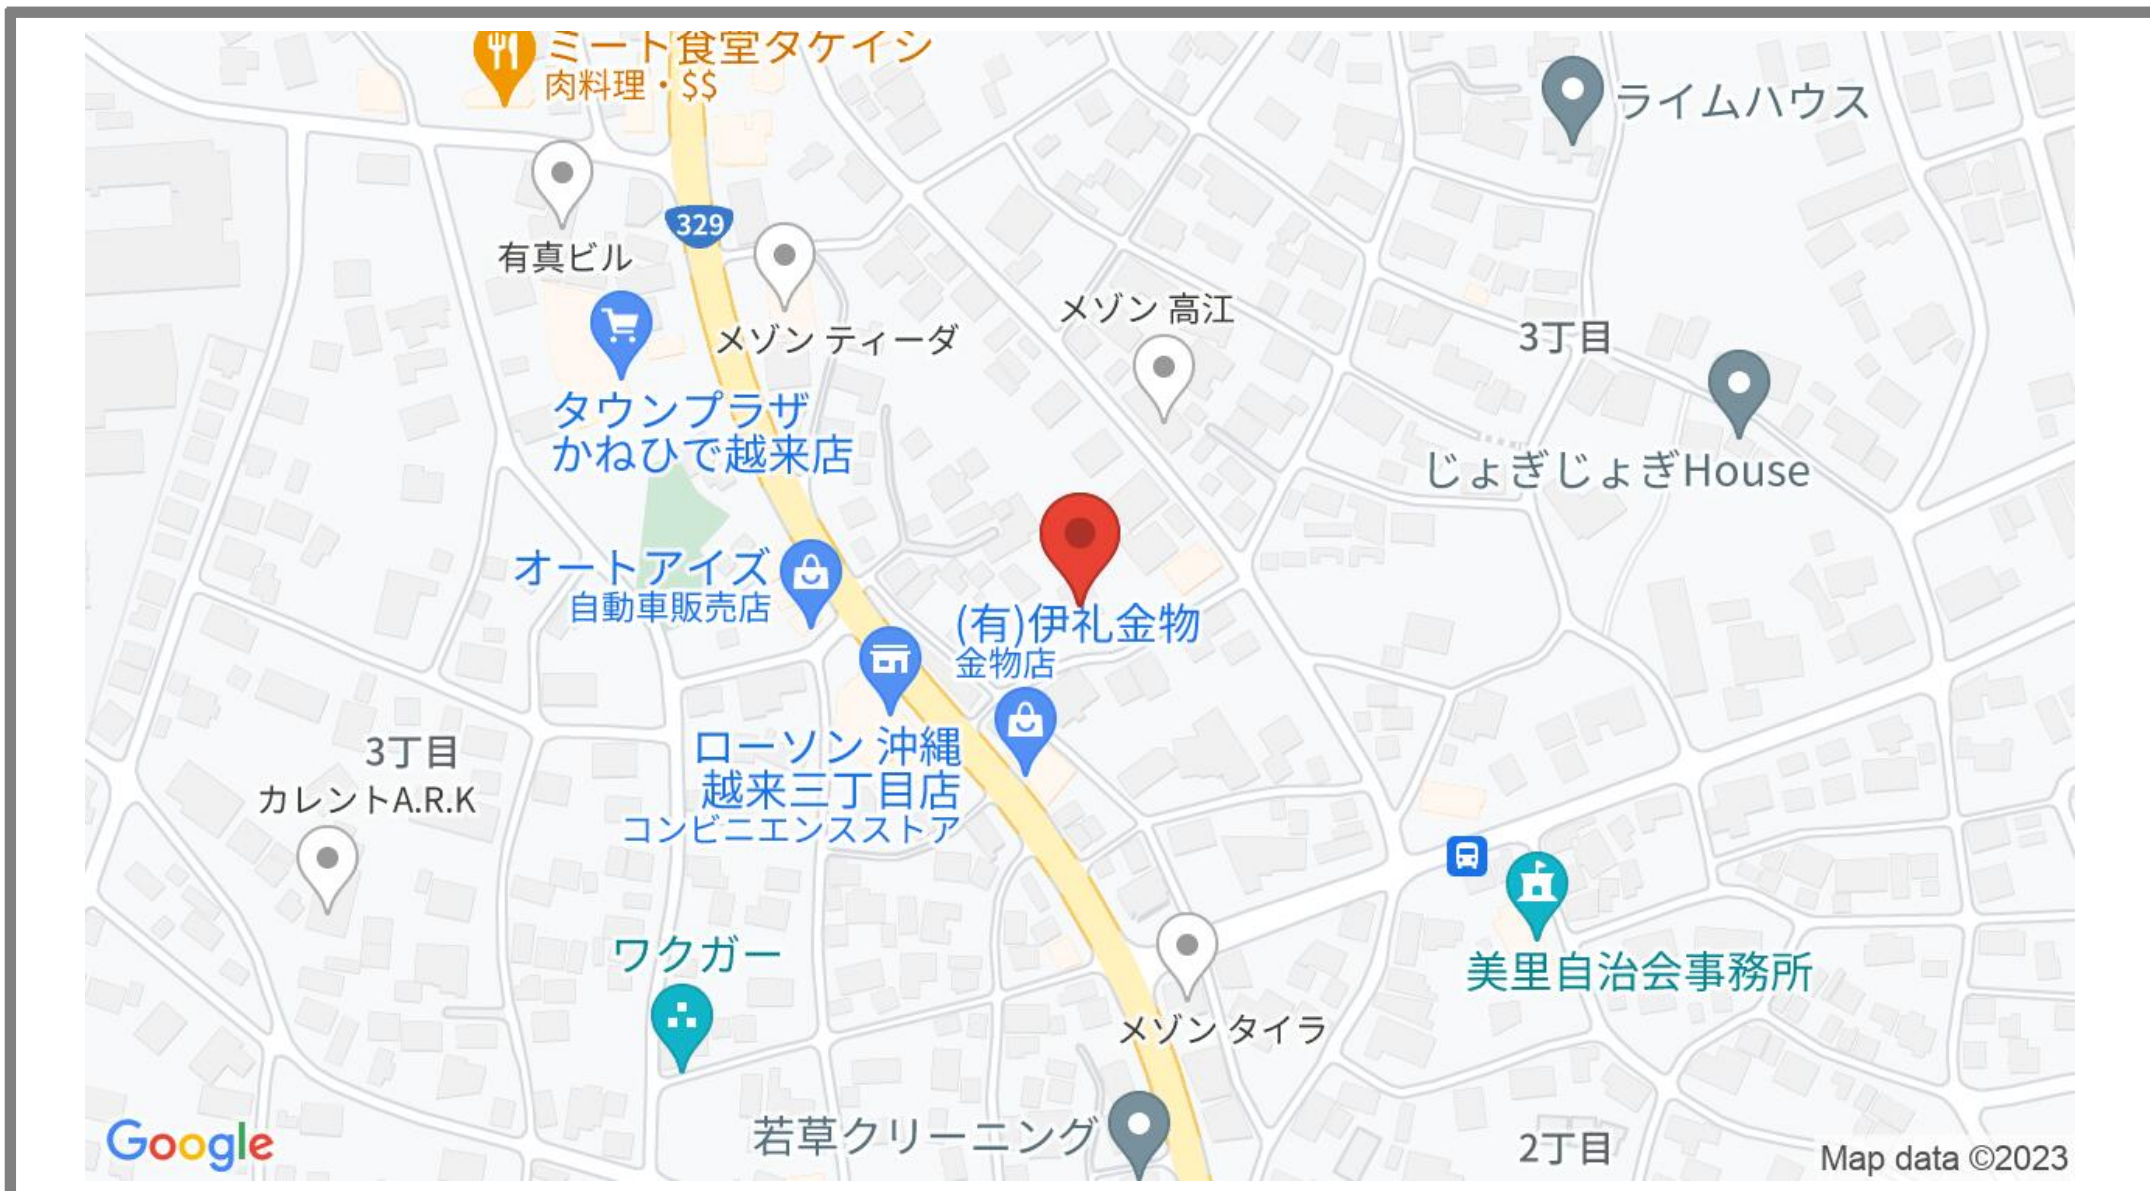 ミート食堂タケイシ
肉料理・$$
ライムハウス
329
有真ビル
メゾン ティーダ
メゾン 高江
3丁目
タウンプラザ
かねひで越来店
じょぎじょぎHouse
オートアイズ
自動車販売店
(有)伊礼金物
金物店
ローソン 沖縄
越来三丁目店
コンビニエンスストア
3丁目
カレントA.R.K
ワクガー
美里自治会事務所
メゾン タイラ
若草クリーニング
2丁目
Google
Map data ©2023